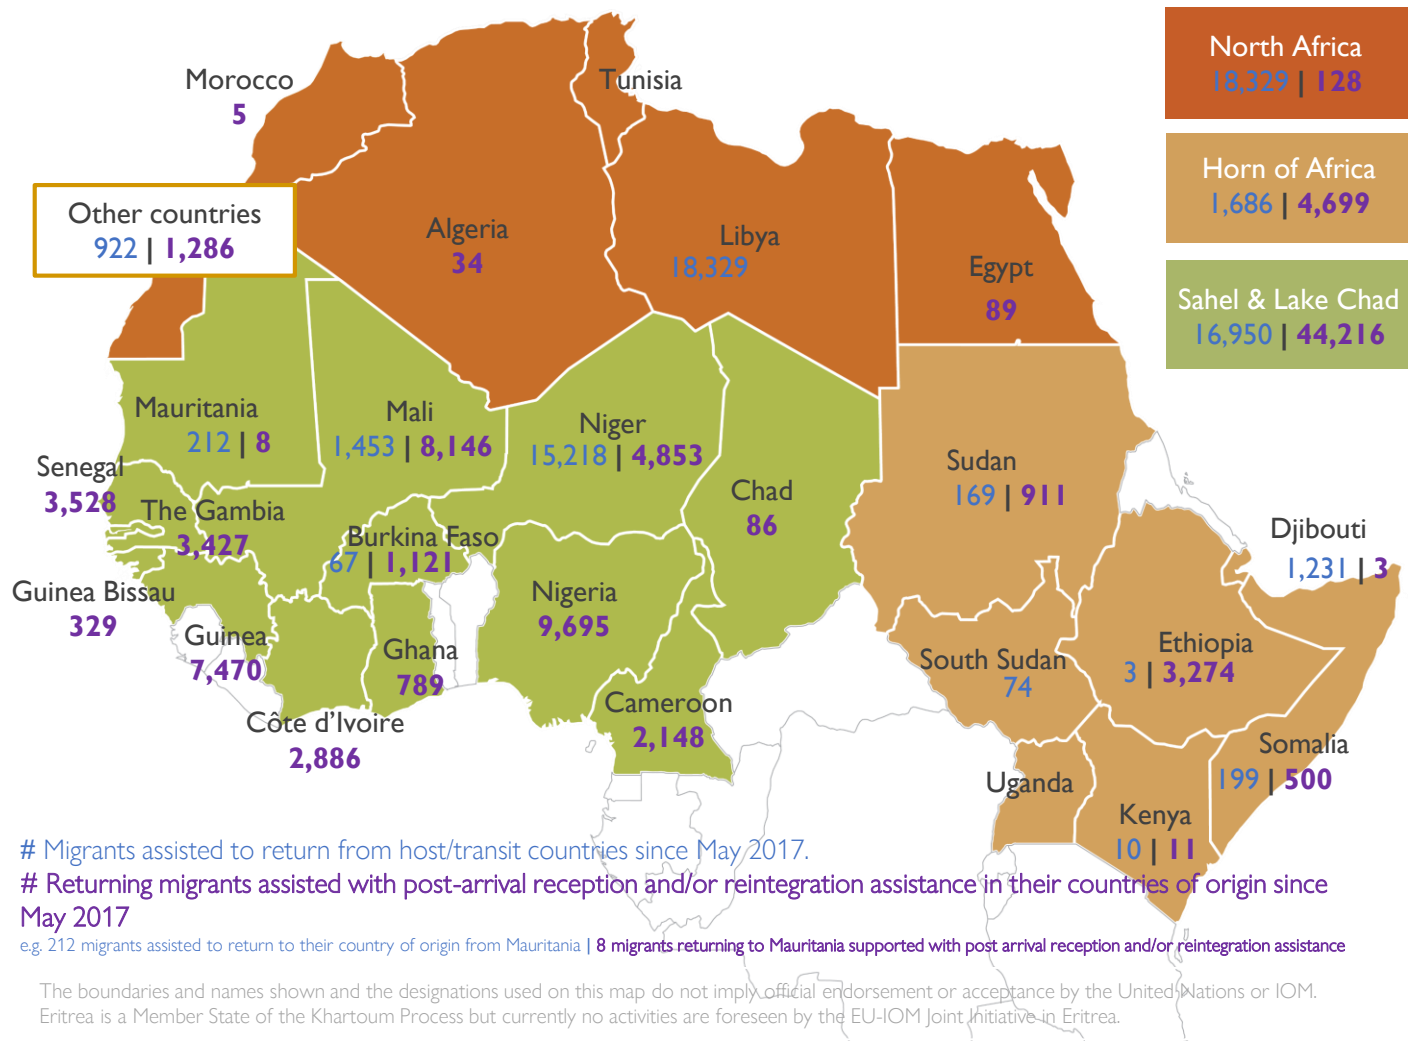 North Africa
18,329 | 128
Horn of Africa
1,686 | 4,699
Sahel & Lake Chad
16,950 | 44,216
Morocco
5
Tunisia
Other countries
922 | 1,286
Algeria
34
Libya
18,329
Egypt
89
Mauritania
212 | 8
Mali
1,453 | 8,146
Niger
15,218 | 4,853
Chad
86
Sudan
169 | 911
Senegal
3,528
The Gambia
3,427
Burkina Faso
67 | 1,121
Djibouti
1,231 | 3
Guinea Bissau
329
Guinea
7,470
Nigeria
9,695
Ghana
789
Côte d’Ivoire
2,886
Cameroon
2,148
South Sudan
74
Ethiopia
3 | 3,274
Somalia
199 | 500
Uganda
Kenya
10 | 11
# Migrants assisted to return from host/transit countries since May 2017.
# Returning migrants assisted with post-arrival reception and/or reintegration assistance in their countries of origin since
May 2017
e.g. 212 migrants assisted to return to their country of origin from Mauritania | 8 migrants returning to Mauritania supported with post arrival reception and/or reintegration assistance
The boundaries and names shown and the designations used on this map do not imply official endorsement or acceptance by the United Nations or IOM.
Eritrea is a Member State of the Khartoum Process but currently no activities are foreseen by the EU-IOM Joint Initiative in Eritrea.